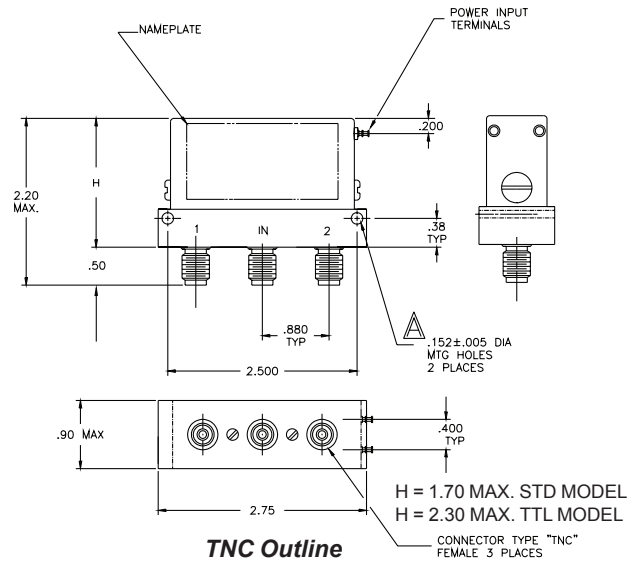 POWER INPUT
TERMINALS
NAMEPLATE
.200
2.20
MAX.
H
.50
1
IN
2
.38
TYP
.880
TYP
2.500
A
.152±.005 DIA
MTG HOLES
2 PLACES
.90 MAX
.400
TYP
2.75
H = 1.70 MAX. STD MODEL
H = 2.30 MAX. TTL MODEL
CONNECTOR TYPE "TNC"
FEMALE 3 PLACES
TNC Outline